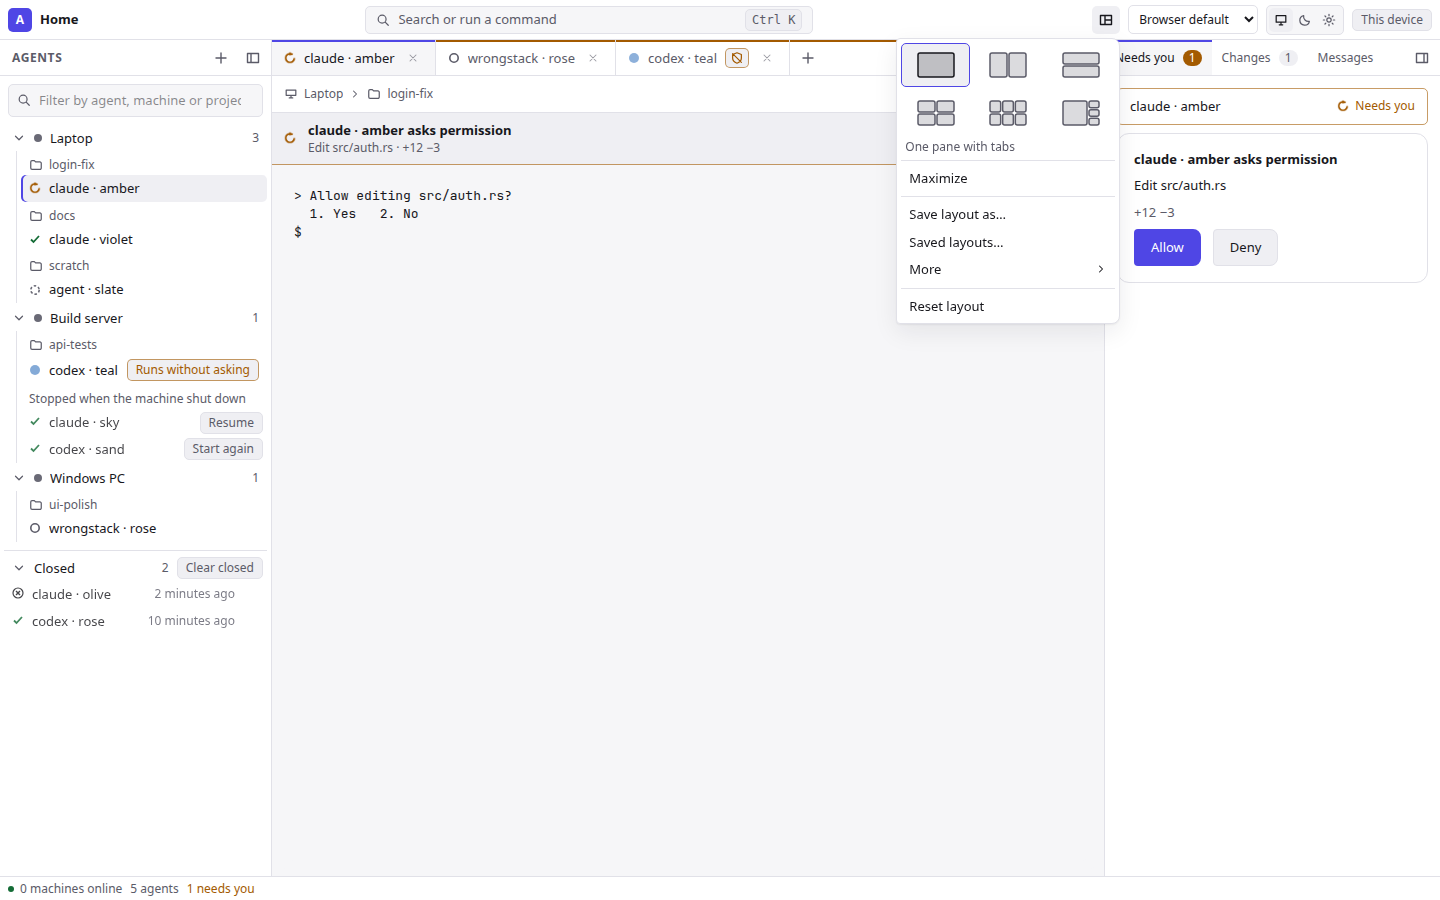 A Home
Search or run a command Ctrl K
Browser default
This device
AGENTS
claude · amber
wrongstack · rose
codex · teal
Needs you 1
Changes 1
Messages
Filter by agent, machine or projec
Laptop 3
login-fix
claude · amber
docs
claude · violet
scratch
agent · slate
Build server 1
api-tests
codex · teal Runs without asking
Stopped when the machine shut down
claude · sky Resume
codex · sand Start again
Windows PC 1
ui-polish
wrongstack · rose
Closed 2 Clear closed
claude · olive 2 minutes ago
codex · rose 10 minutes ago
Laptop > login-fix
claude · amber asks permission
Edit src/auth.rs · +12 −3
> Allow editing src/auth.rs?
1. Yes 2. No
$
One pane with tabs
Maximize
Save layout as...
Saved layouts...
More
Reset layout
claude · amber Needs you
claude · amber asks permission
Edit src/auth.rs
+12 −3
Allow Deny
0 machines online 5 agents 1 needs you